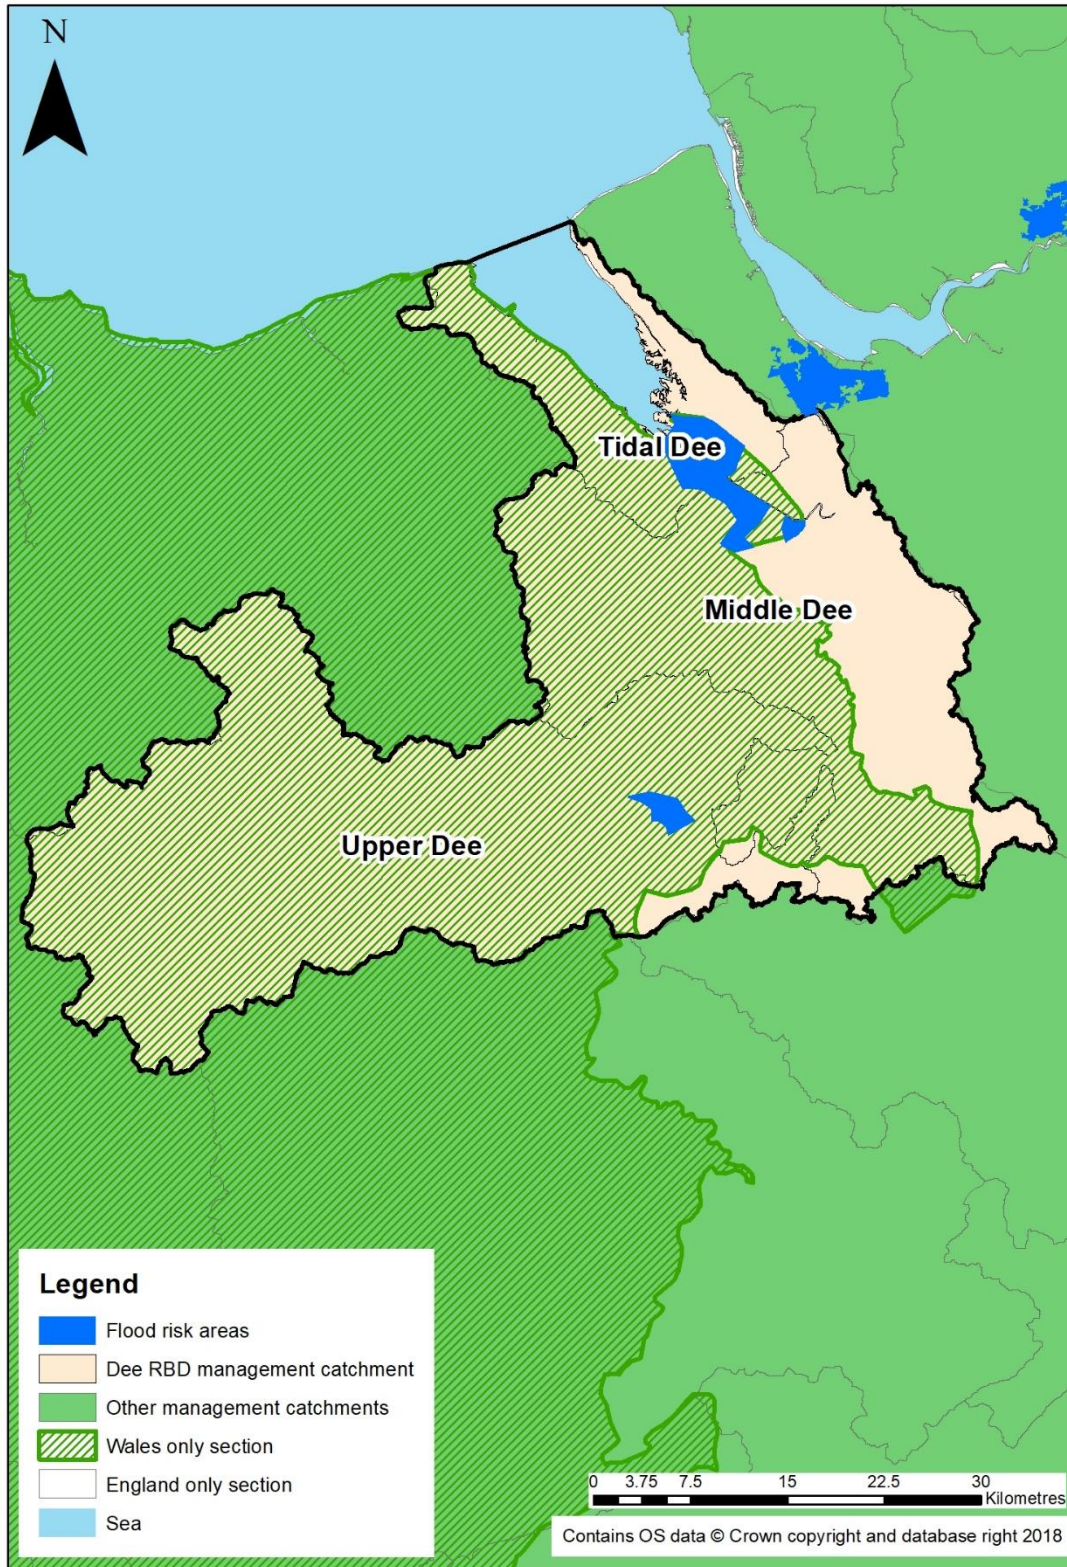 N
Tidal Dee
Middle Dee
Upper Dee
Legend
Flood risk areas
Dee RBD management catchment
Other management catchments
Wales only section
England only section
Sea
0 3.75 7.5 15 22.5 30
Kilometres
Contains OS data © Crown copyright and database right 2018